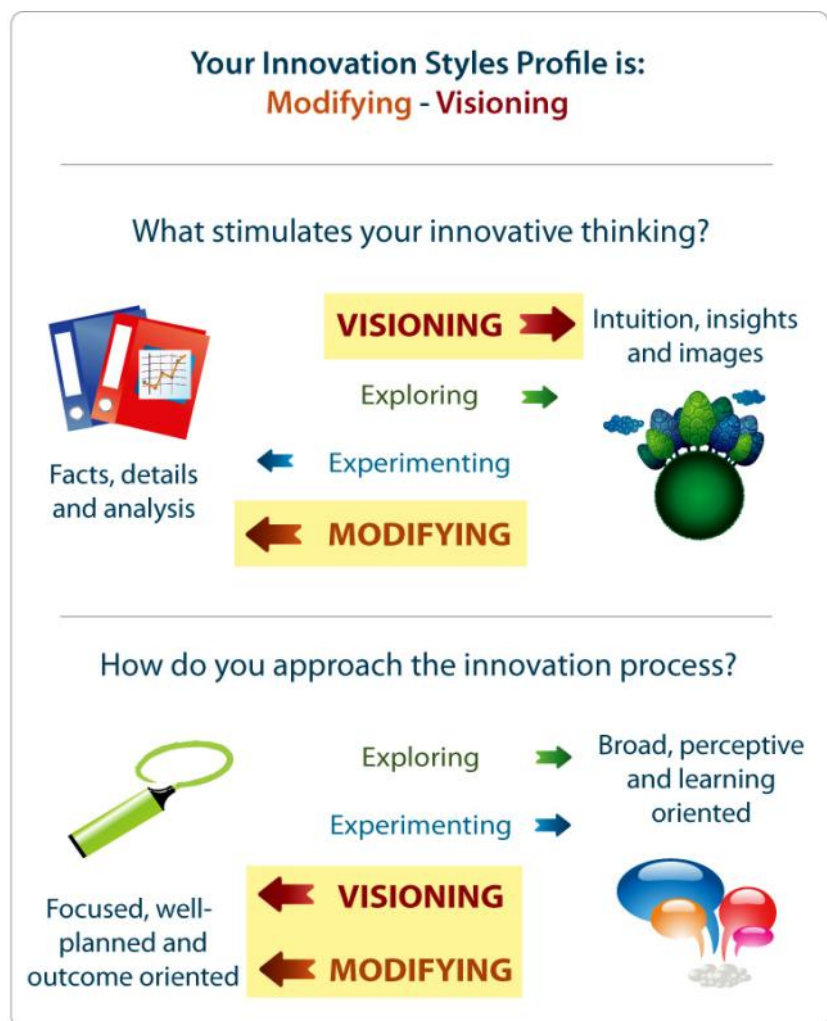 Your Innovation Styles Profile is:
Modifying - Visioning
What stimulates your innovative thinking?
VISIONING
Intuition, insights
and images
Exploring
Experimenting
Facts, details
and analysis
MODIFYING
How do you approach the innovation process?
Exploring
Broad, perceptive
and learning
oriented
Experimenting
VISIONING
Focused, well-
planned and
outcome oriented
MODIFYING